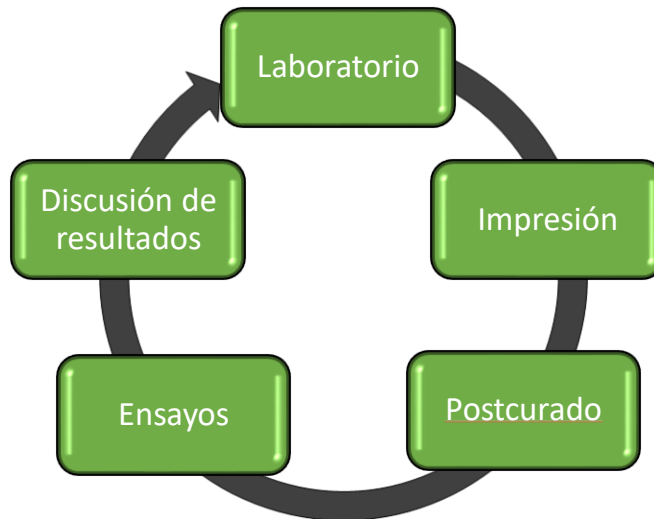 Laboratorio
Impresión
Postcurado
Ensayos
Discusión de
resultados